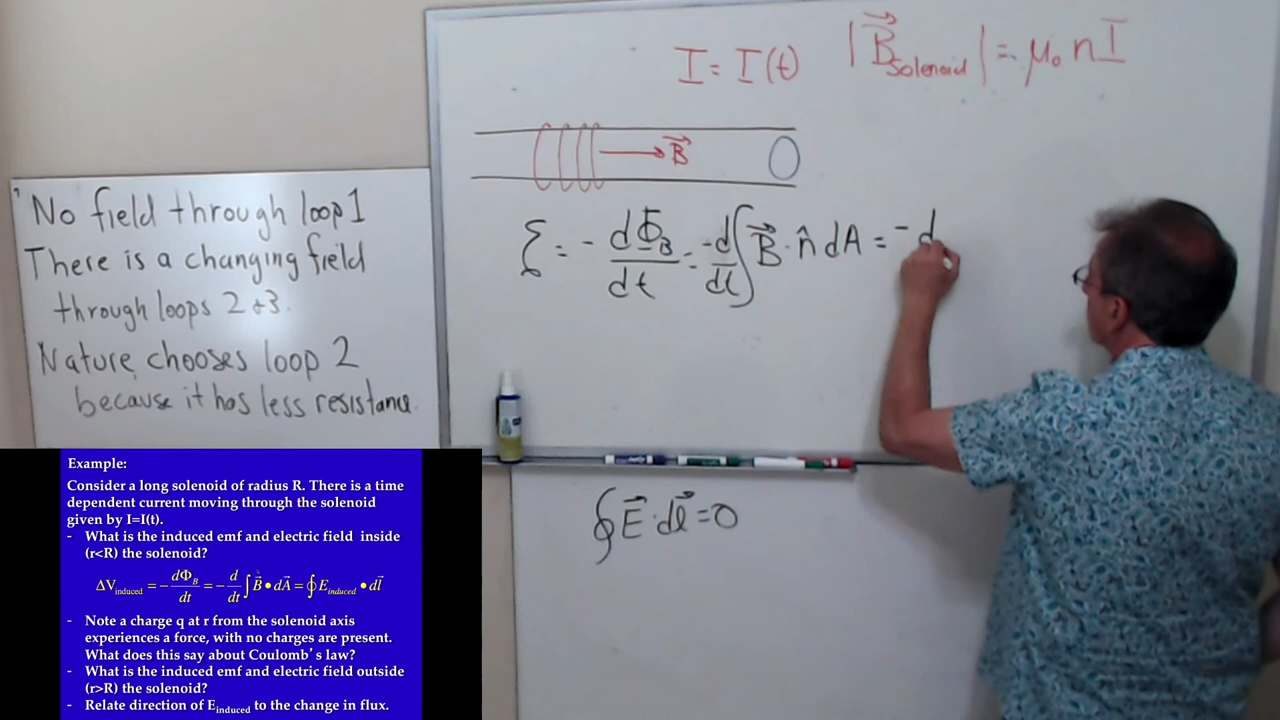 I = I(t) |B⃗Solenoid| = μ₀ n I
B⃗
ℰ = - dΦ_B/dt = -d/dt ∫ B⃗ · n̂ dA = - d
No field through loop 1
There is a changing field
through loops 2 + 3.
Nature chooses loop 2
because it has less resistance.
∮ E⃗ · dl⃗ = 0
Example:
Consider a long solenoid of radius R. There is a time
dependent current moving through the solenoid
given by I=I(t).
- What is the induced emf and electric field inside
(r<R) the solenoid?
ΔV_induced = - dΦ_B/dt = - d/dt ∫ B⃗ • dA⃗ = ∮ E_induced • dl⃗
- Note a charge q at r from the solenoid axis
experiences a force, with no charges are present.
What does this say about Coulomb's law?
- What is the induced emf and electric field outside
(r>R) the solenoid?
- Relate direction of E_induced to the change in flux.